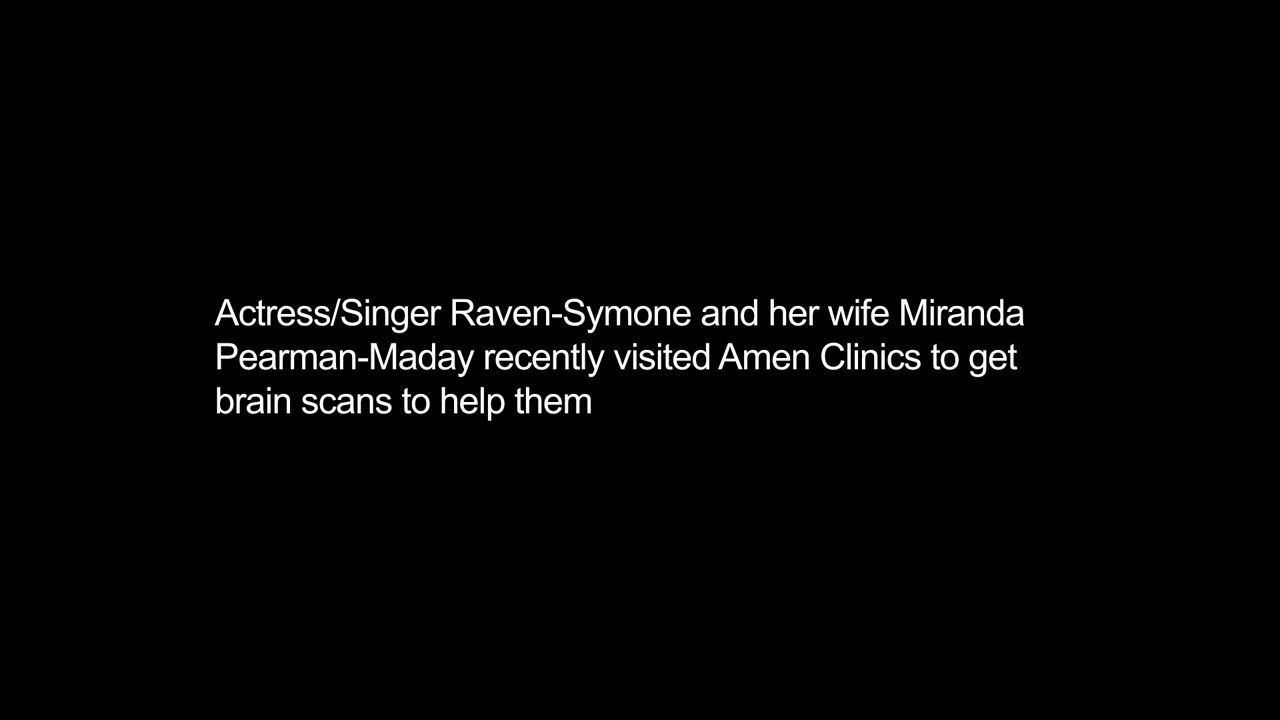 Actress/Singer Raven-Symone and her wife Miranda
Pearman-Maday recently visited Amen Clinics to get
brain scans to help them